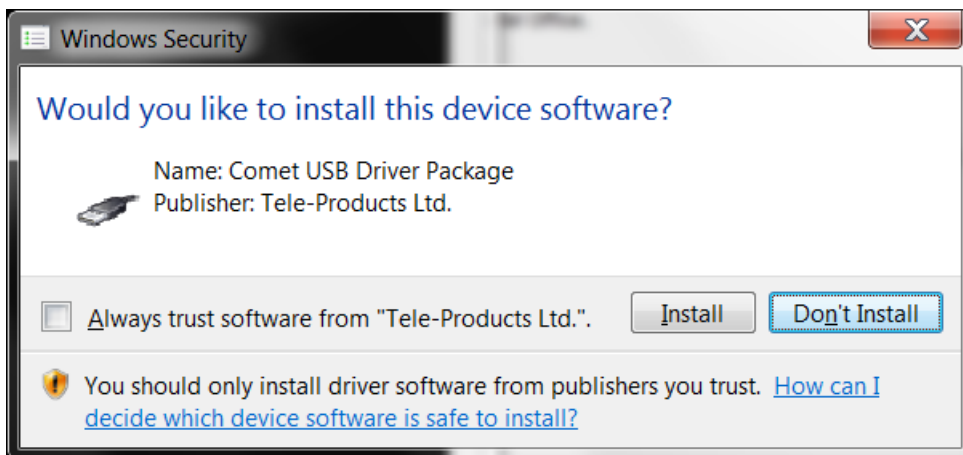 Windows Security
Would you like to install this device software?
Name: Comet USB Driver Package
Publisher: Tele-Products Ltd.
Always trust software from "Tele-Products Ltd.".
Install
Don't Install
You should only install driver software from publishers you trust. How can I
decide which device software is safe to install?